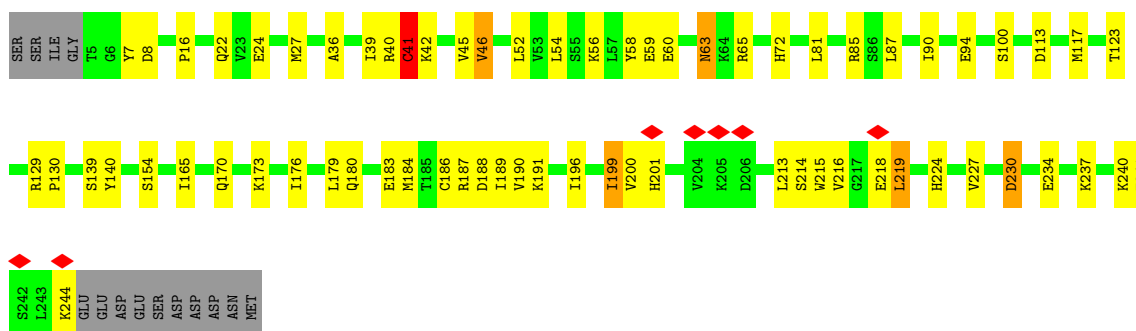 SER SER ILE GLY T5 G6 Y7 D8 P16 Q22 V23 E24 M27 A36 I39 R40 C41 K42 V45 V46 L52 V53 L54 S55 K56 L57 Y58 E59 E60 N63 K64 R65 H72 L81 R85 S86 L87 I90 E94 S100 D113 M117 T123
R129 P130 S139 Y140 S154 I165 Q170 K173 I176 L179 Q180 E183 M184 T185 C186 R187 D188 I189 V190 K191 I196 I199 V200 H201 V204 K205 D206 L213 S214 W215 V216 G217 E218 L219 H224 V227 D230 E234 K237 K240
S242 L243 K244 GLU GLU ASP GLU SER ASP ASP ASP ASN MET